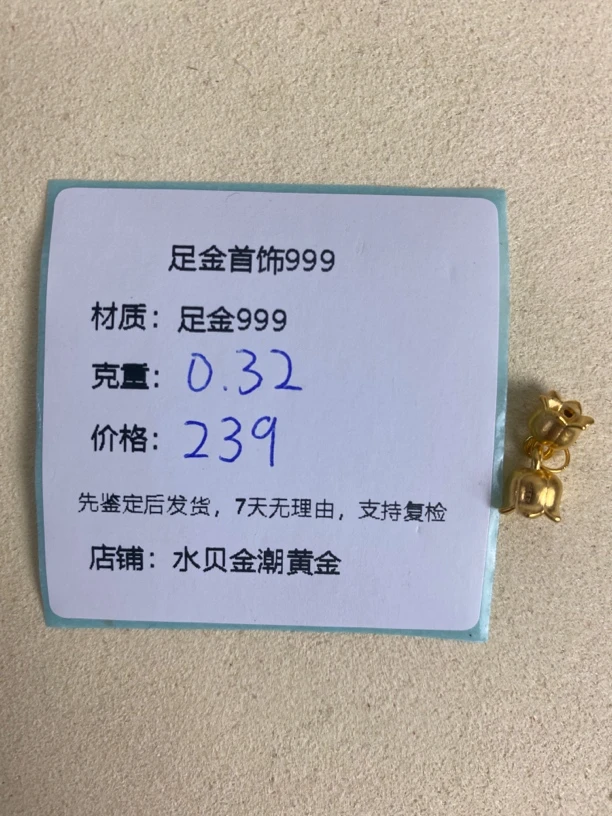 足金首饰999
材质：足金999
克重：0.32
价格：239
先鉴定后发货，7天无理由，支持复检
店铺：水贝金潮黄金